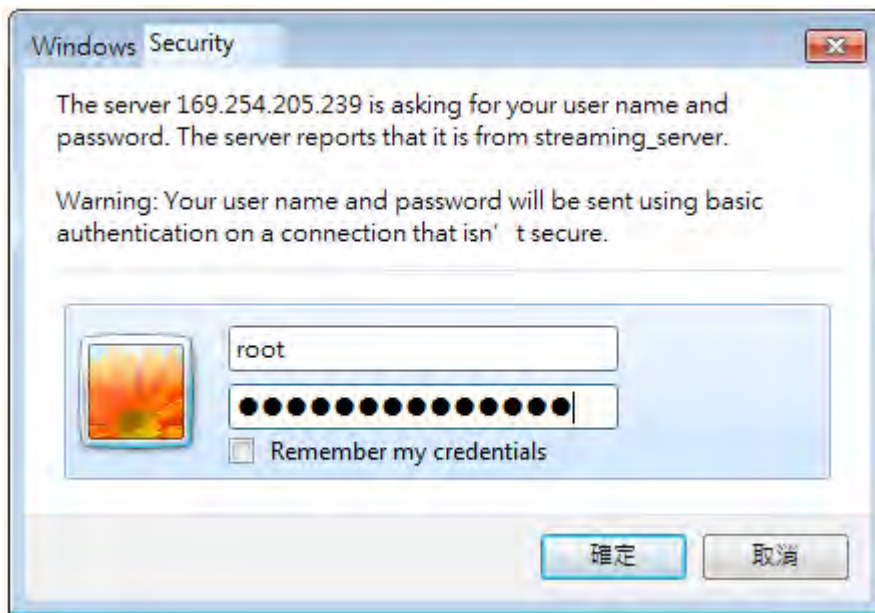 Windows Security
The server 169.254.205.239 is asking for your user name and
password. The server reports that it is from streaming_server.
Warning: Your user name and password will be sent using basic
authentication on a connection that isn’ t secure.
root
●●●●●●●●●●●●●●
Remember my credentials
確定 取消